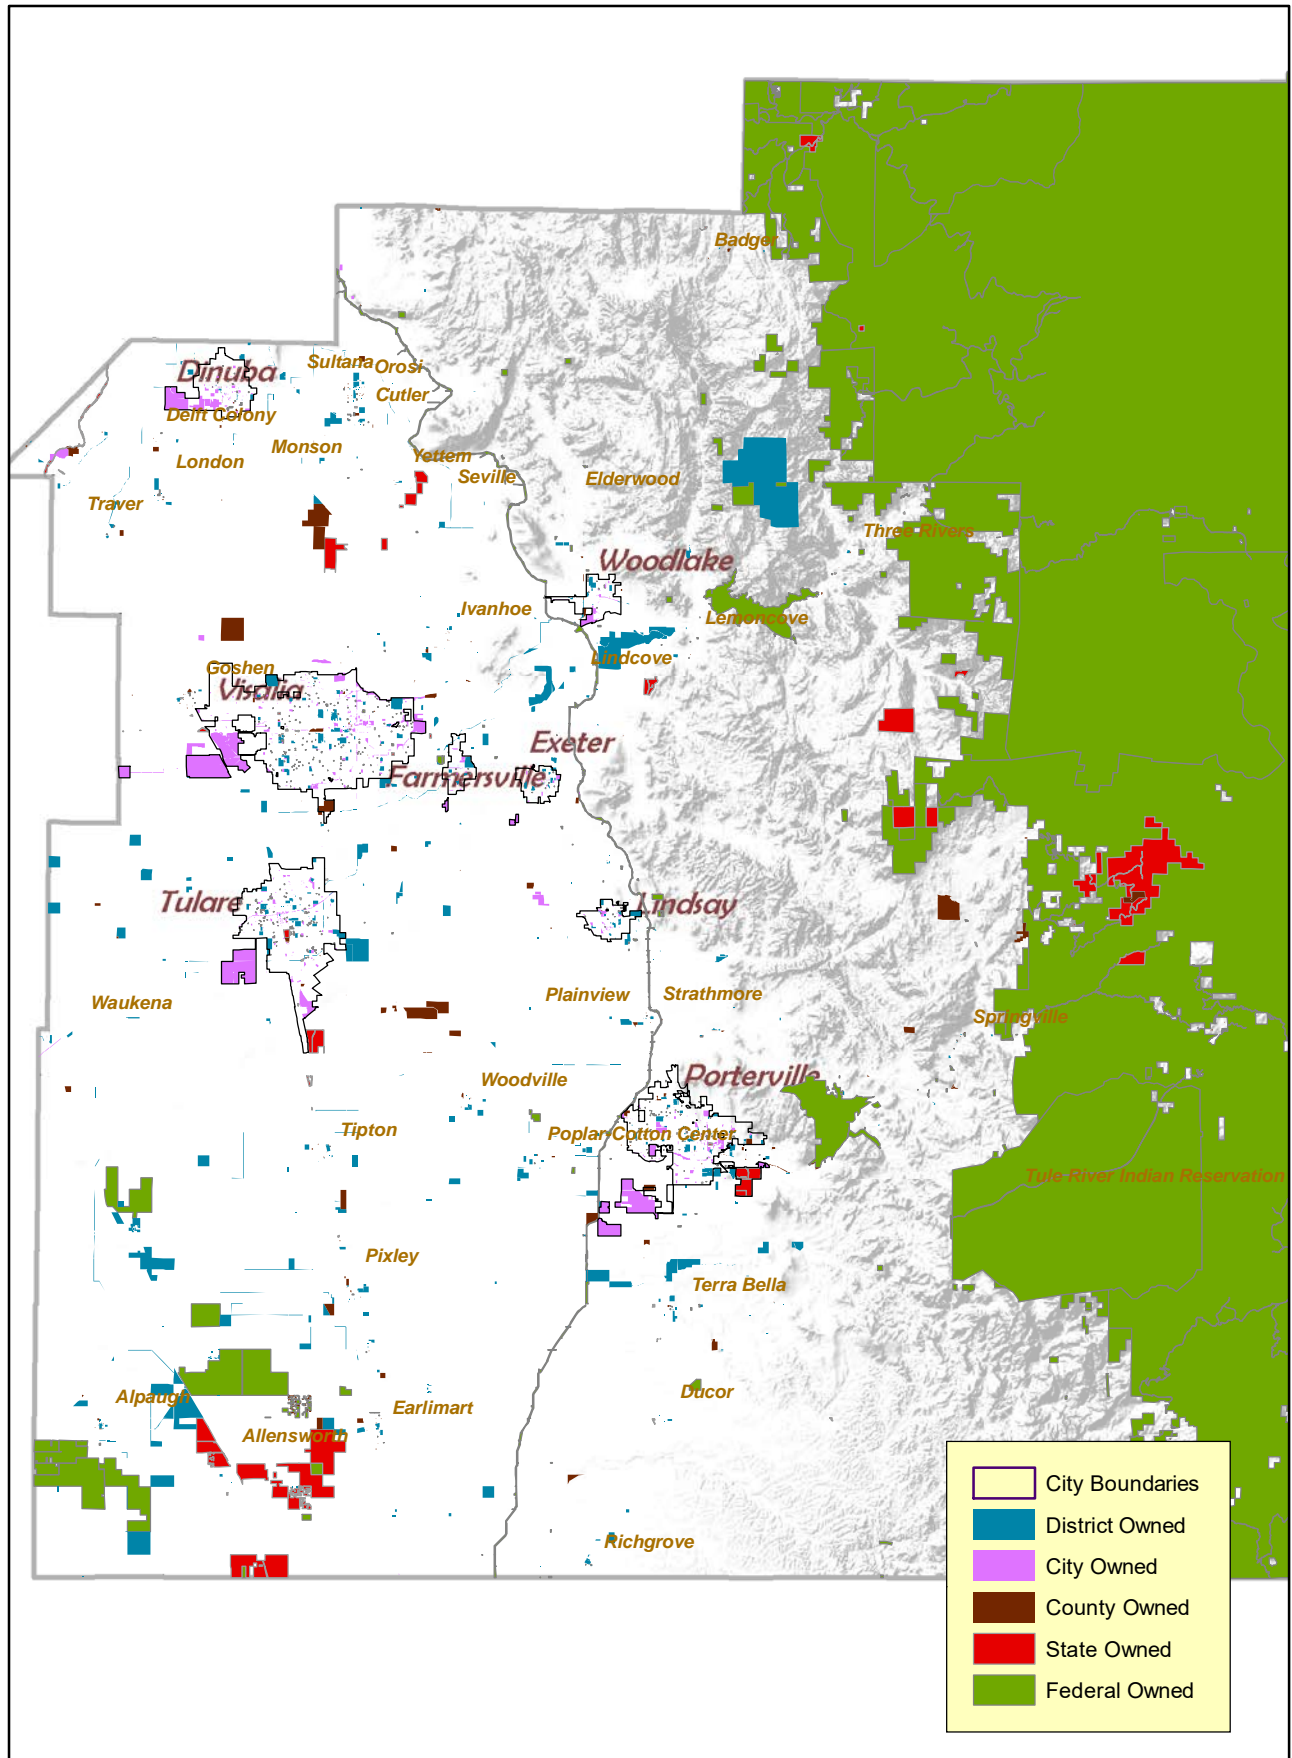 Badger
Dinuba
Sultana
Orosi
Cutler
Delft Colony
Monson
London
Yettem
Seville
Elderwood
Traver
Three Rivers
Woodlake
Ivanhoe
Lemoncove
Lindcove
Goshen
Visalia
Exeter
Farmersville
Tulare
Lindsay
Waukena
Plainview
Strathmore
Springville
Woodville
Porterville
Tipton
Poplar-Cotton Center
Tule River Indian Reservation
Pixley
Terra Bella
Alpaugh
Ducor
Earlimart
Allensworth
Richgrove
City Boundaries
District Owned
City Owned
County Owned
State Owned
Federal Owned